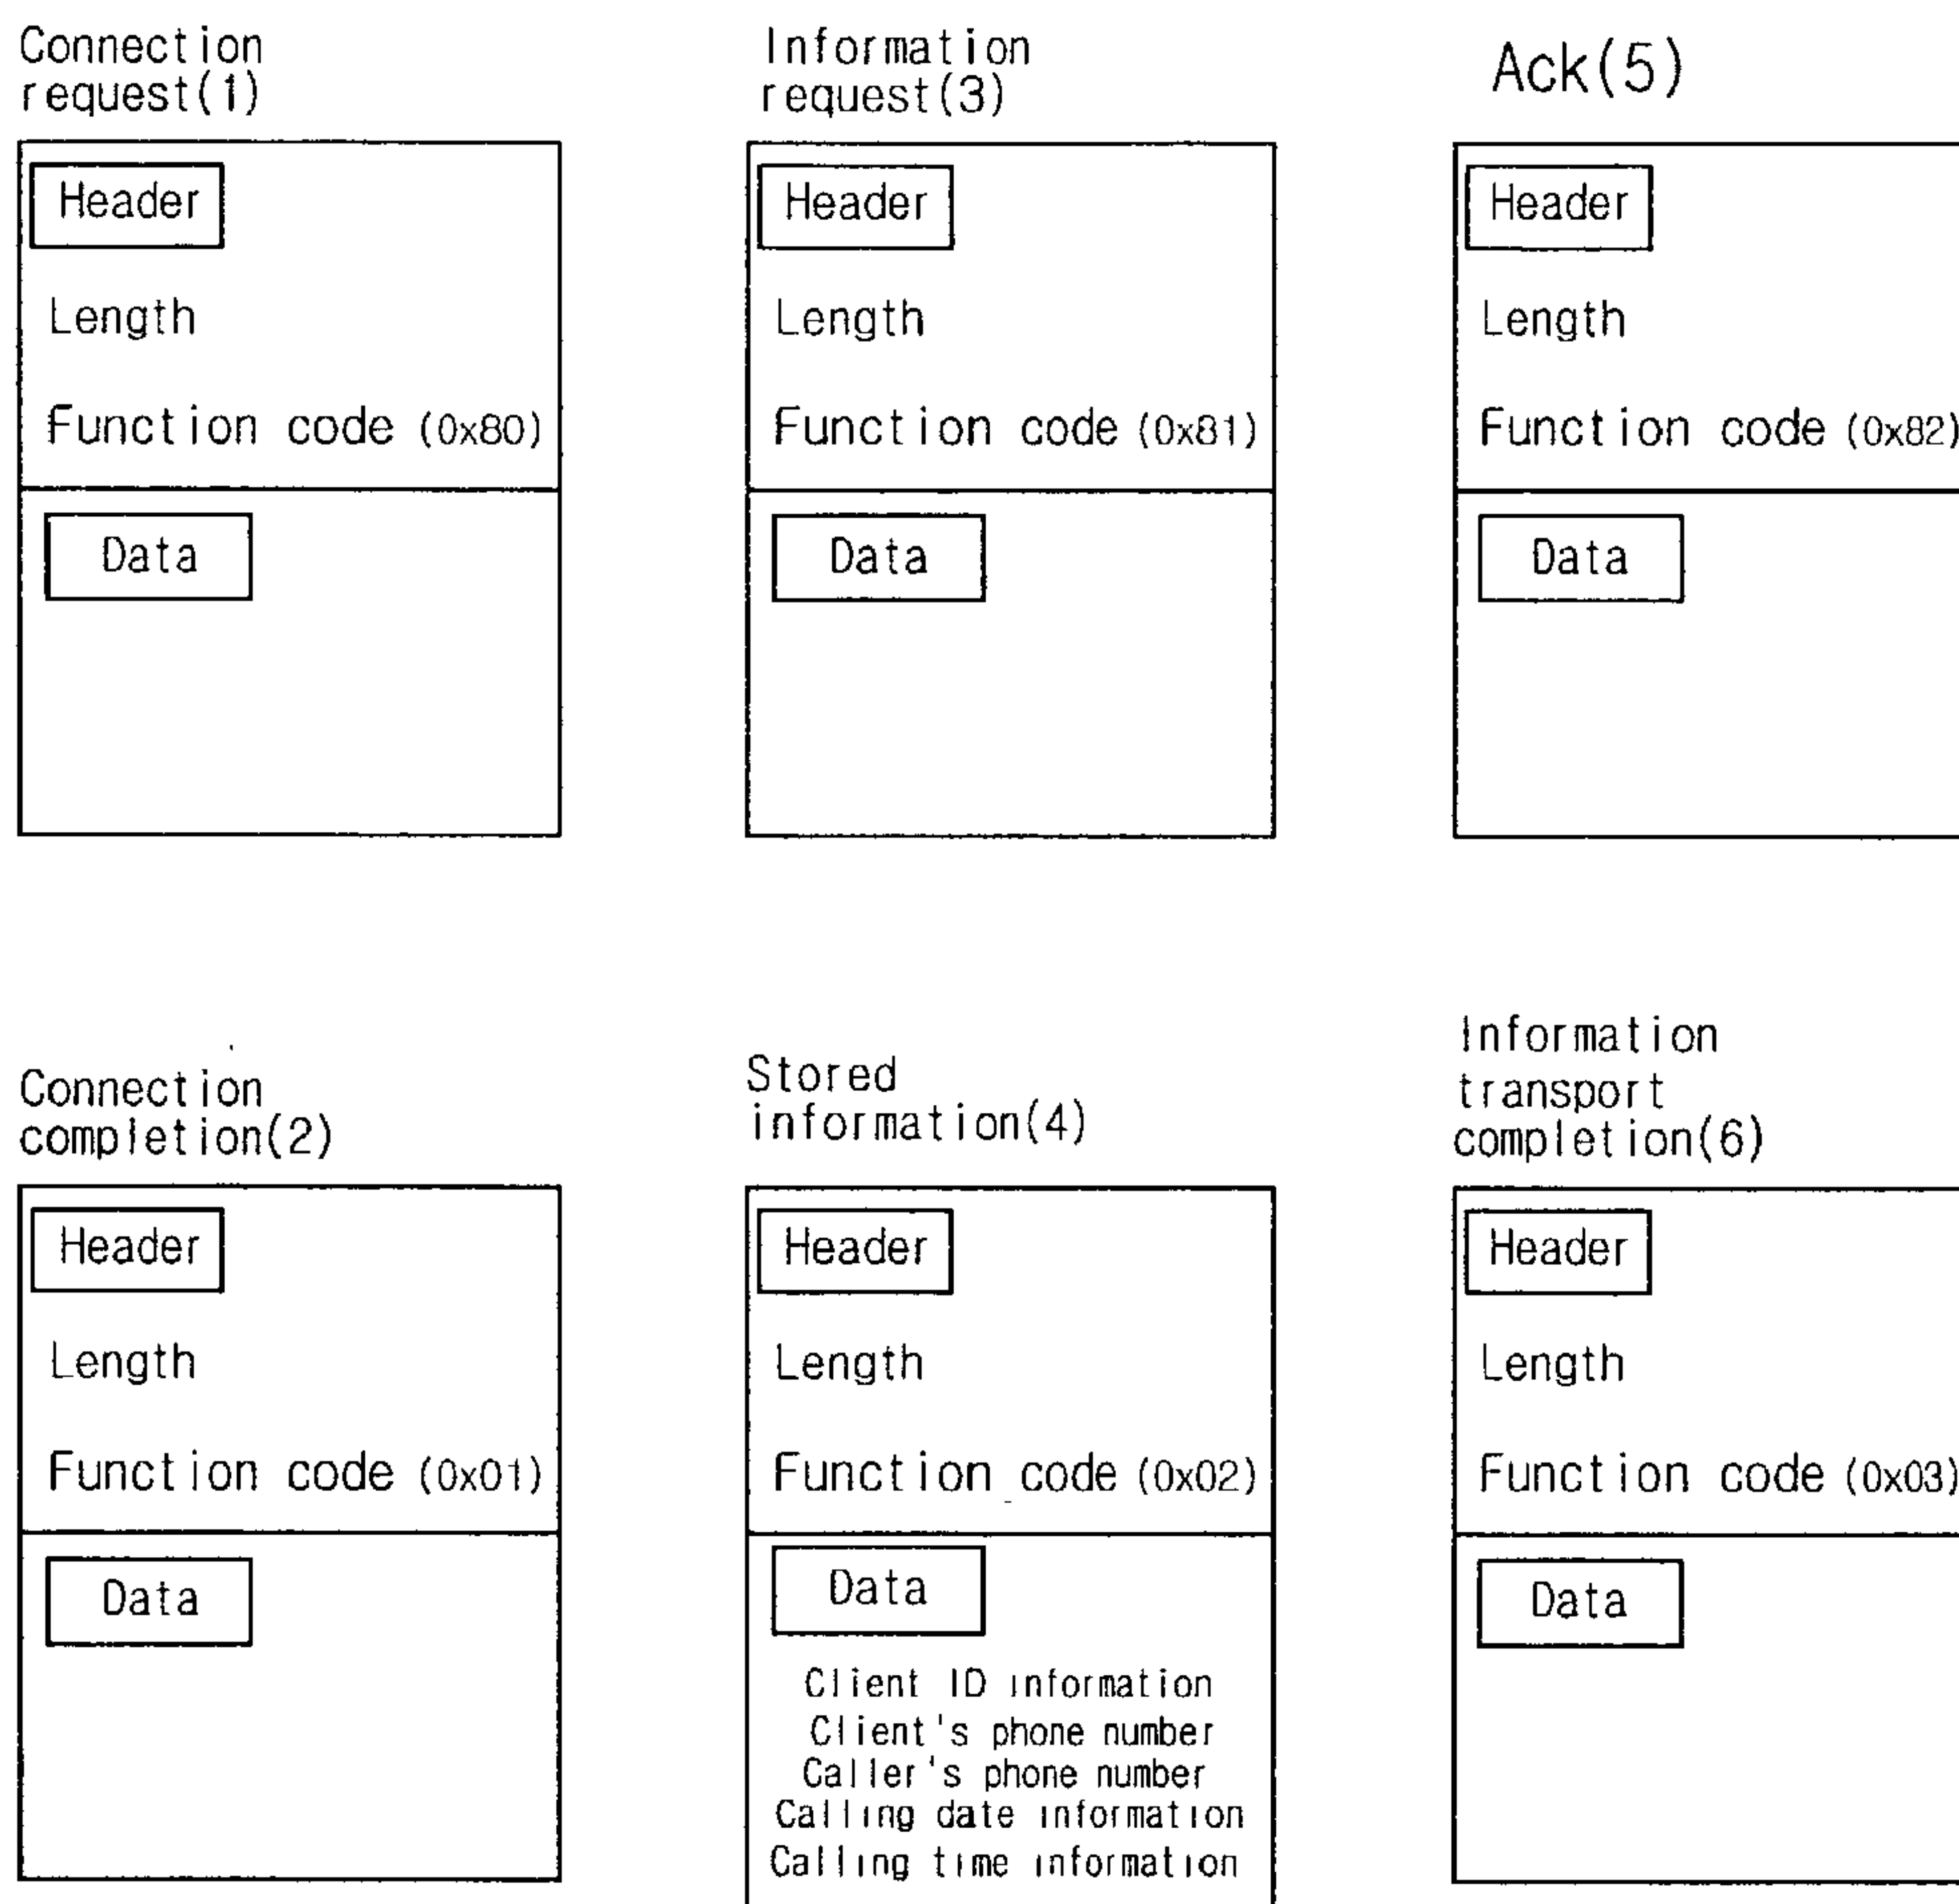 Connection
request(1)
Header
Length
Function code (0x80)
Data
Information
request(3)
Header
Length
Function code (0x81)
Data
Ack(5)
Header
Length
Function code (0x82)
Data
Connection
completion(2)
Header
Length
Function code (0x01)
Data
Stored
information(4)
Header
Length
Function code (0x02)
Data
Client ID information
Client's phone number
Caller's phone number
Calling date information
Calling time information
Information
transport
completion(6)
Header
Length
Function code (0x03)
Data